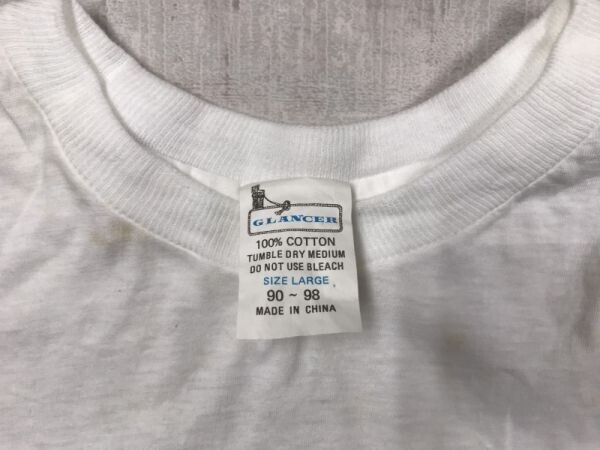 GLANCER
100% COTTON
TUMBLE DRY MEDIUM
DO NOT USE BLEACH
SIZE LARGE
90 ~ 98
MADE IN CHINA